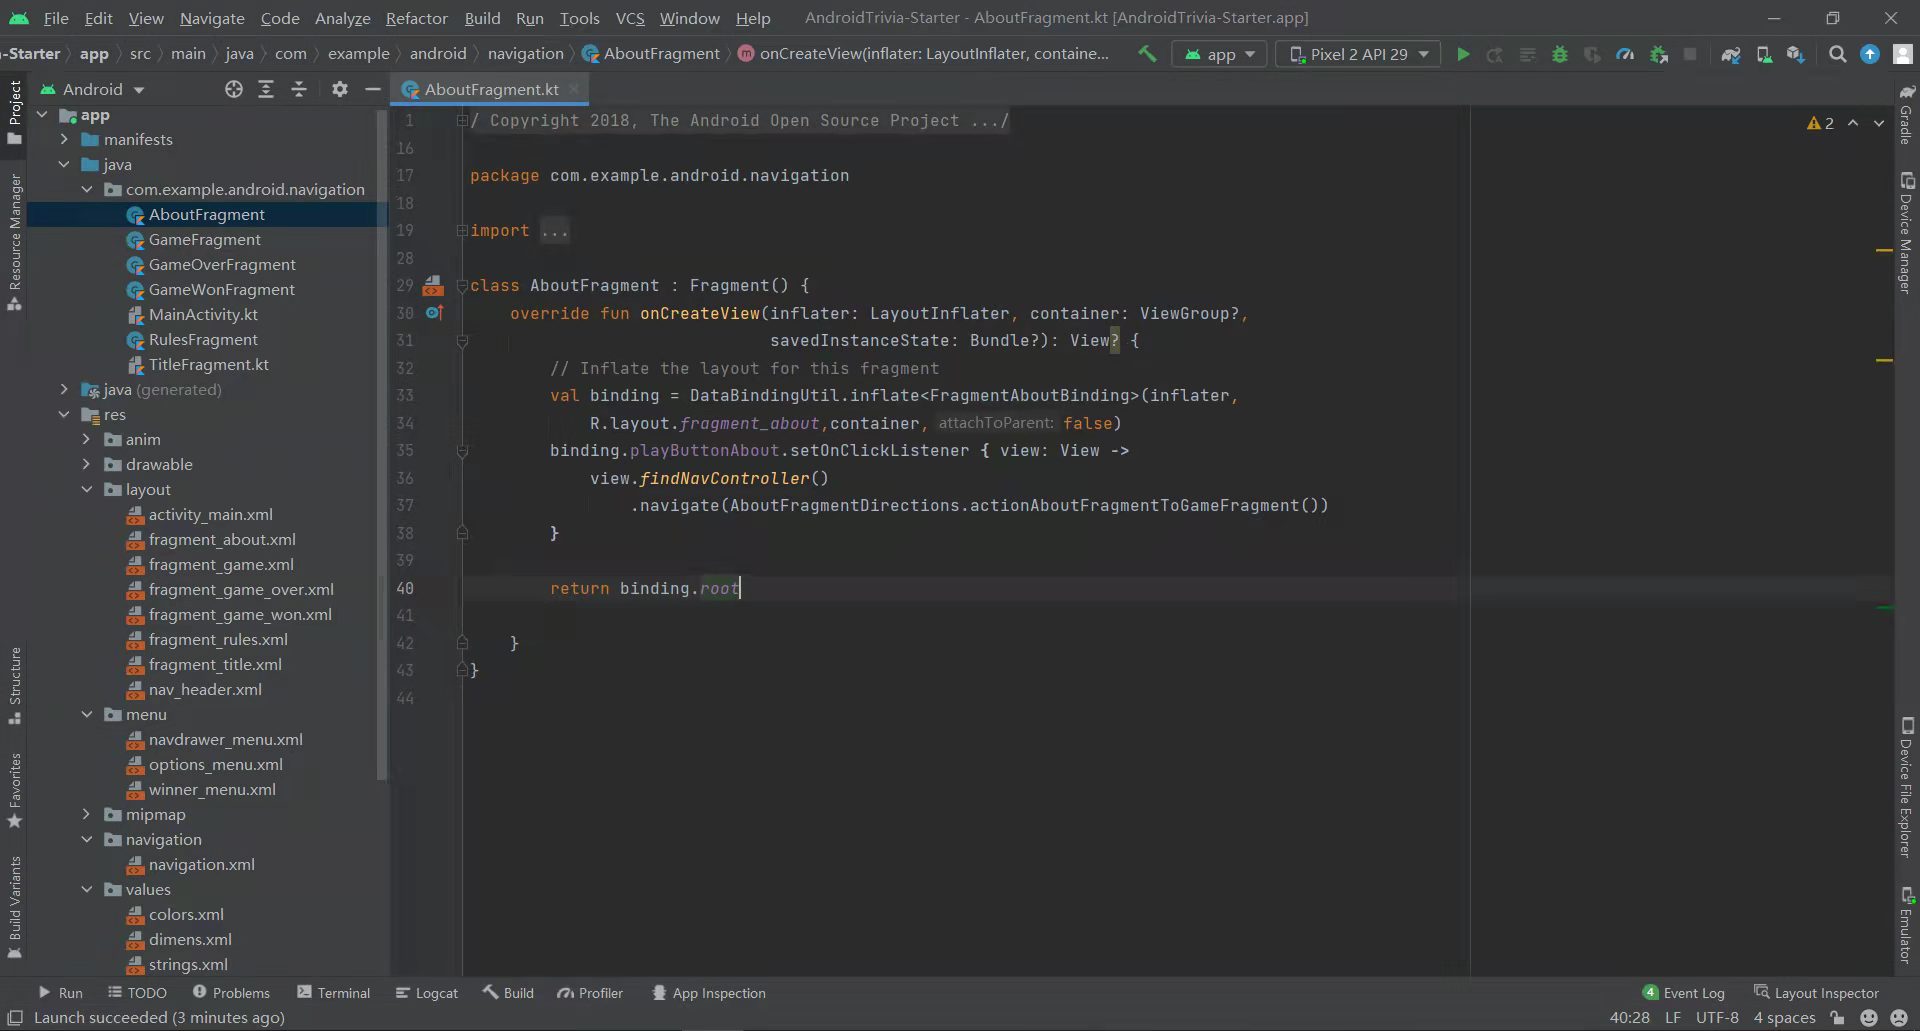 File Edit View Navigate Code Analyze Refactor Build Run Tools VCS Window Help AndroidTrivia-Starter - AboutFragment.kt [AndroidTrivia-Starter.app]
-Starter app src main java com example android navigation AboutFragment onCreateView(inflater: LayoutInflater, containe... app Pixel 2 API 29
Android
AboutFragment.kt
Project
Resource Manager
Structure
Favorites
Build Variants
app
manifests
java
com.example.android.navigation
AboutFragment
GameFragment
GameOverFragment
GameWonFragment
MainActivity.kt
RulesFragment
TitleFragment.kt
java (generated)
res
anim
drawable
layout
activity_main.xml
fragment_about.xml
fragment_game.xml
fragment_game_over.xml
fragment_game_won.xml
fragment_rules.xml
fragment_title.xml
nav_header.xml
menu
navdrawer_menu.xml
options_menu.xml
winner_menu.xml
mipmap
navigation
navigation.xml
values
colors.xml
dimens.xml
strings.xml
1 / Copyright 2018, The Android Open Source Project .../
2
16
17 package com.example.android.navigation
18
19 import ...
28
29 class AboutFragment : Fragment() {
30 override fun onCreateView(inflater: LayoutInflater, container: ViewGroup?,
31 savedInstanceState: Bundle?): View? {
32 // Inflate the layout for this fragment
33 val binding = DataBindingUtil.inflate<FragmentAboutBinding>(inflater,
34 R.layout.fragment_about,container, attachToParent: false)
35 binding.playButtonAbout.setOnClickListener { view: View ->
36 view.findNavController()
37 .navigate(AboutFragmentDirections.actionAboutFragmentToGameFragment())
38 }
39
40 return binding.root
41
42 }
43 }
44
Gradle
Device Manager
Device File Explorer
Emulator
Run TODO Problems Terminal Logcat Build Profiler App Inspection 4 Event Log Layout Inspector
Launch succeeded (3 minutes ago) 40:28 LF UTF-8 4 spaces